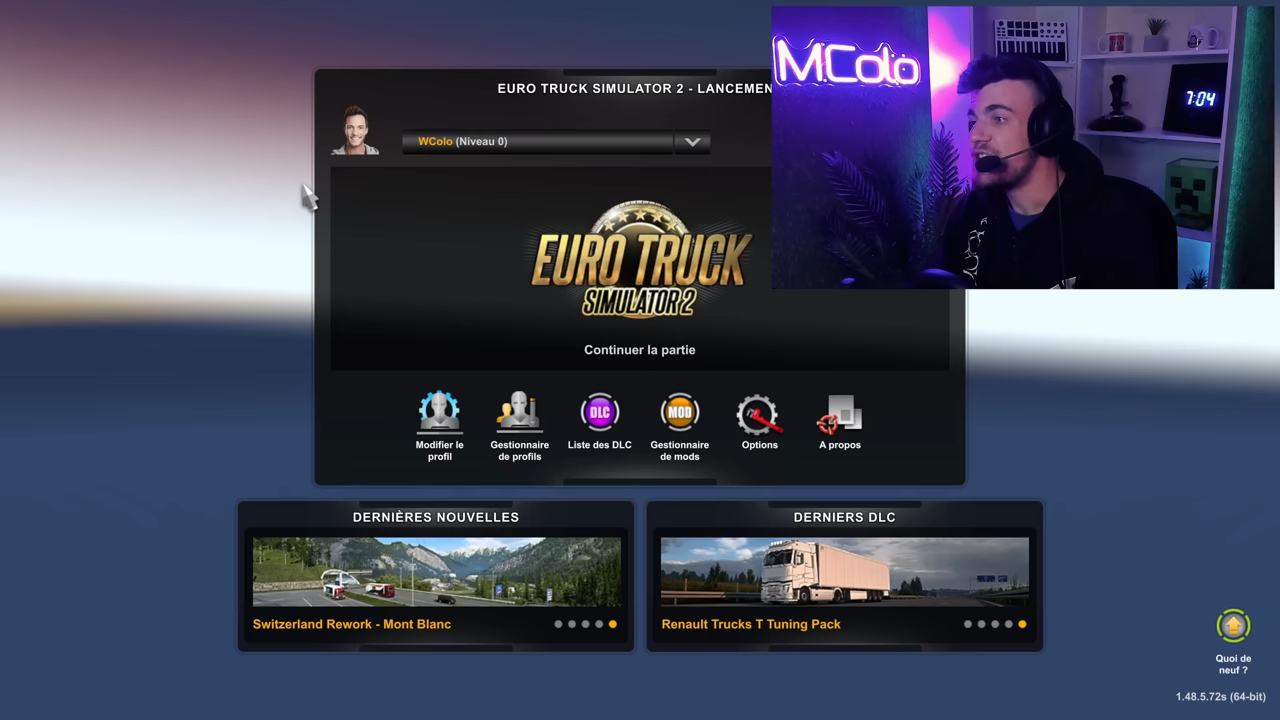 EURO TRUCK SIMULATOR 2 - LANCEMEN
WColo (Niveau 0)
EURO TRUCK
SIMULATOR 2
Continuer la partie
Modifier le
profil
Gestionnaire
de profils
DLC
Liste des DLC
MOD
Gestionnaire
de mods
Options
A propos
DERNIÈRES NOUVELLES
Switzerland Rework - Mont Blanc
DERNIERS DLC
Renault Trucks T Tuning Pack
Quoi de
neuf ?
1.48.5.72s (64-bit)
MColo
7:04